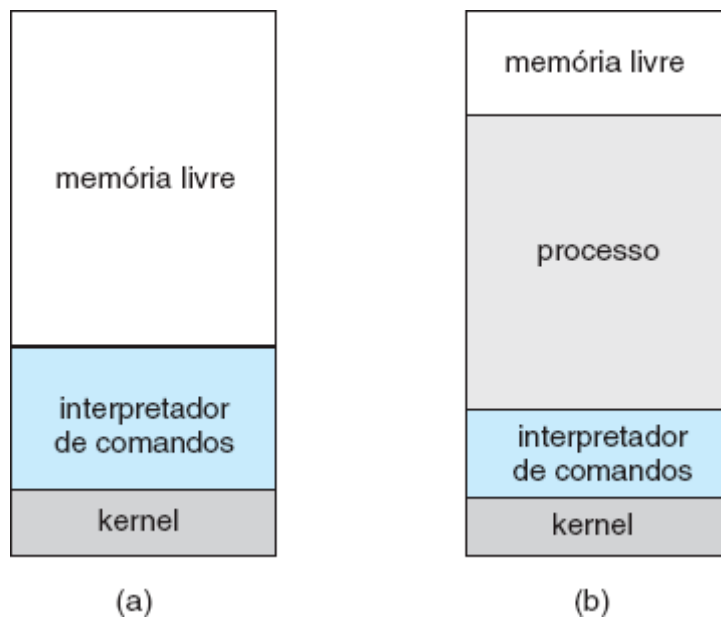 memória livre
interpretador
de comandos
kernel
(a)
memória livre
processo
interpretador
de comandos
kernel
(b)